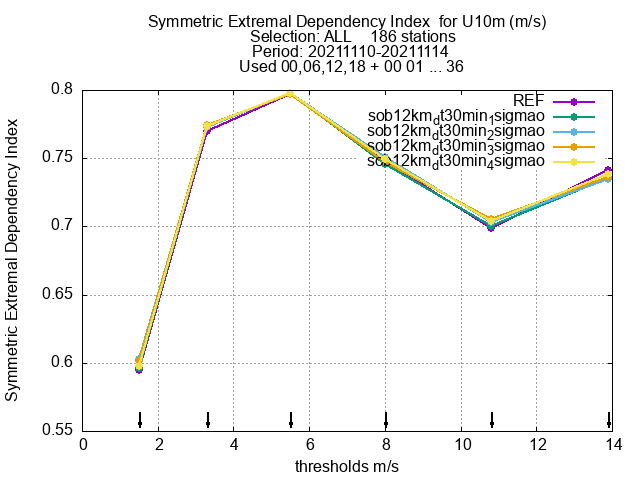 Symmetric Extremal Dependency Index for U10m (m/s)
Selection: ALL 186 stations
Period: 20211110-20211114
Used 00,06,12,18 + 00 01 ... 36
REF
sob12km_dt30min_1sigmao
sob12km_dt30min_2sigmao
sob12km_dt30min_3sigmao
sob12km_dt30min_4sigmao
Symmetric Extremal Dependency Index
0.8
0.75
0.7
0.65
0.6
0.55
0 2 4 6 8 10 12 14
thresholds m/s